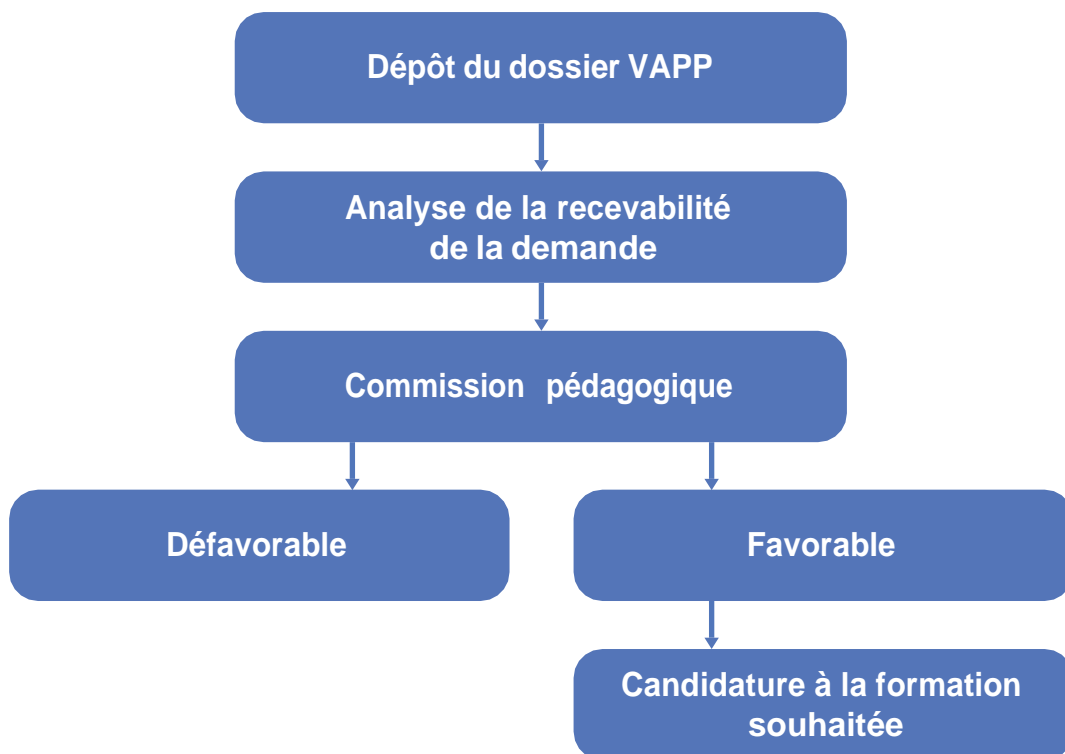 Dépôt du dossier VAPP
Analyse de la recevabilité
de la demande
Commission pédagogique
Défavorable
Favorable
Candidature à la formation
souhaitée